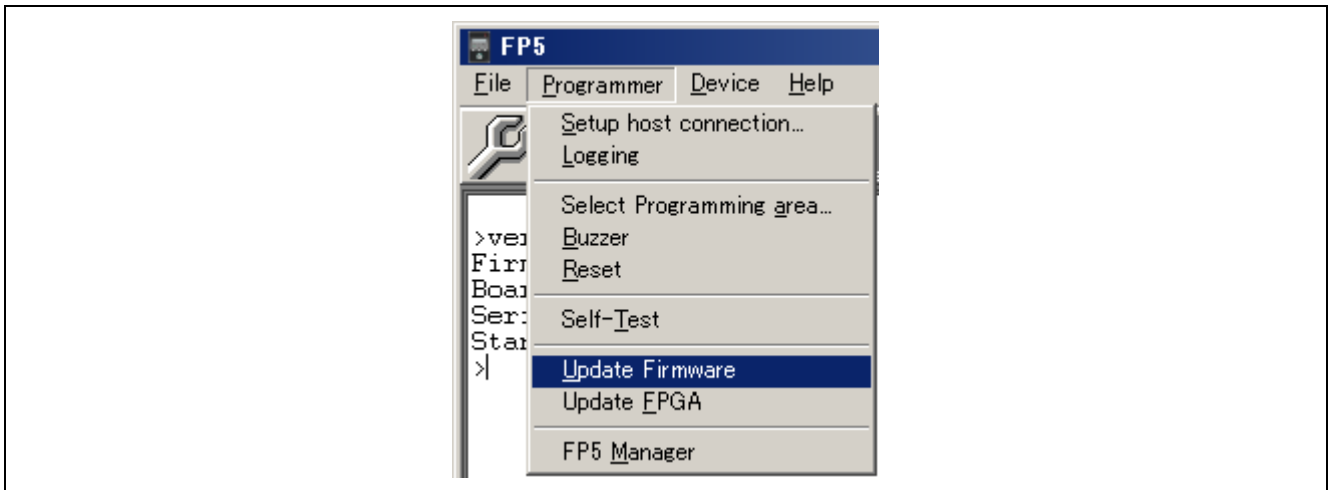 FP5
File Programmer Device Help
Setup host connection...
Logging
Select Programming area...
>ver
Buzzer
Firm
Reset
Boar
Self-Test
Ser
Star
Update Firmware
>
Update FPGA
FP5 Manager